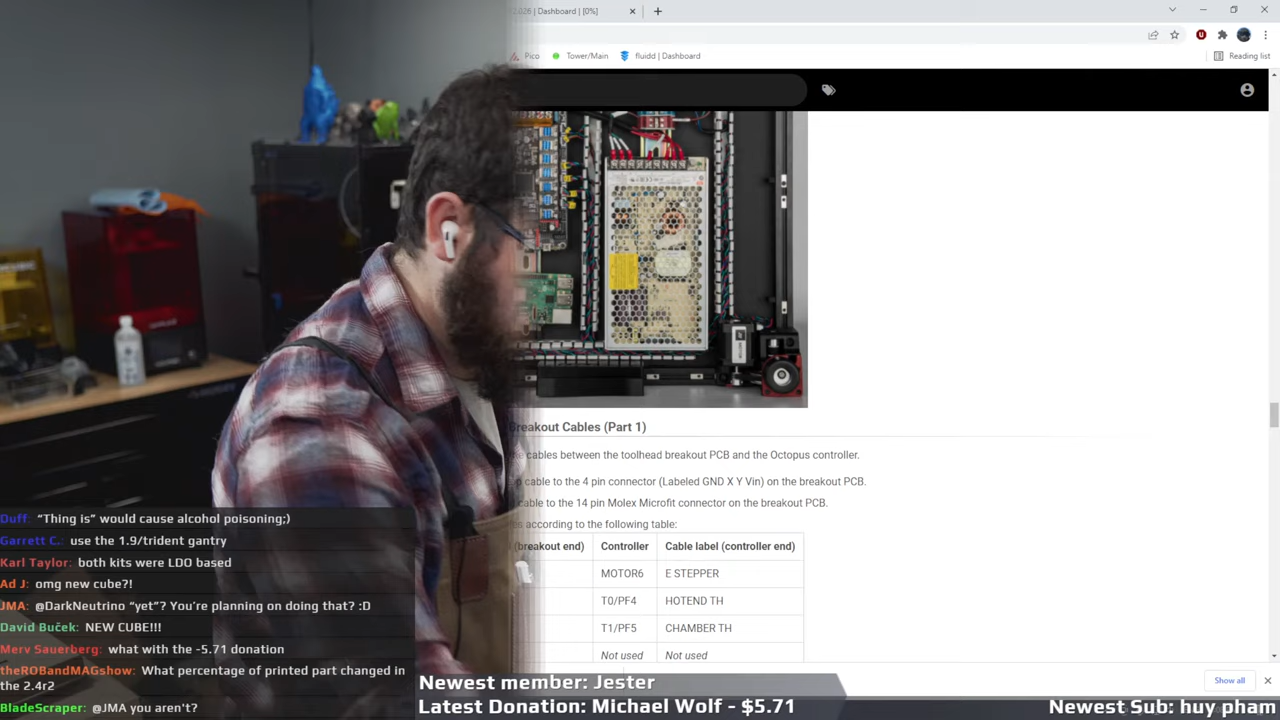 2.026 | Dashboard | [0%]
Pico
Tower/Main
fluidd | Dashboard
Reading list
Breakout Cables (Part 1)
cables between the toolhead breakout PCB and the Octopus controller.
cable to the 4 pin connector (Labeled GND X Y Vin) on the breakout PCB.
cable to the 14 pin Molex Microfit connector on the breakout PCB.
according to the following table:
(breakout end) Controller Cable label (controller end)
MOTOR6 E STEPPER
T0/PF4 HOTEND TH
T1/PF5 CHAMBER TH
Not used Not used
Show all
Duff: “Thing is” would cause alcohol poisoning;)
Garrett C.: use the 1.9/trident gantry
Karl Taylor: both kits were LDO based
Ad J: omg new cube?!
JMA: @DarkNeutrino “yet”? You’re planning on doing that? :D
David Buček: NEW CUBE!!!
Merv Sauerberg: what with the -5.71 donation
theROBandMAGshow: What percentage of printed part changed in
the 2.4r2
BladeScraper: @JMA you aren't?
Newest member: Jester
Latest Donation: Michael Wolf - $5.71
Newest Sub: huy pham